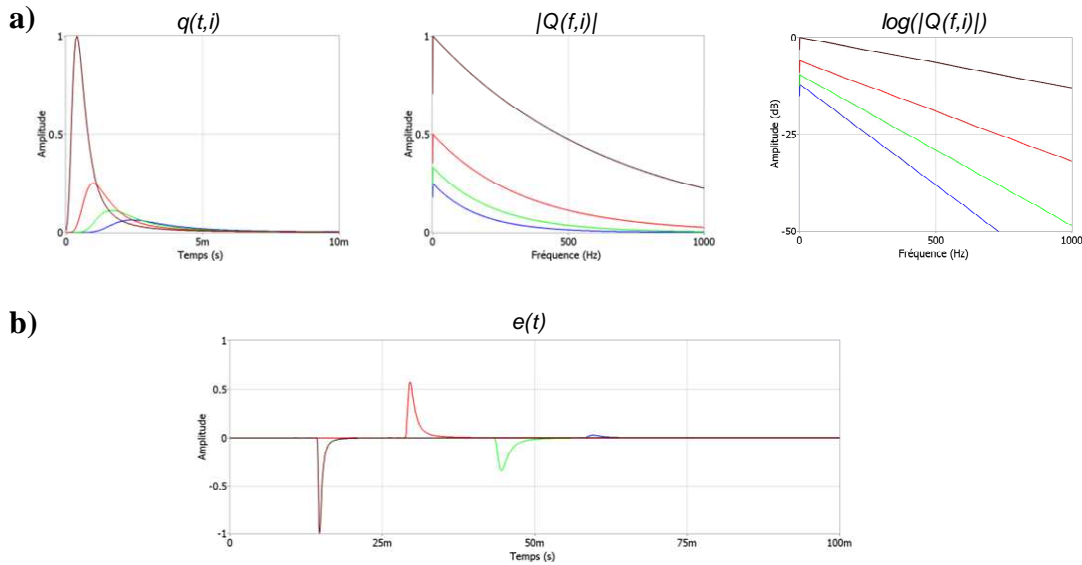 a)
q(t,i)
Amplitude
1
0.5
0
0
5m
10m
Temps (s)
|Q(f,i)|
Amplitude
1
0.5
0
0
500
1000
Fréquence (Hz)
log(|Q(f,i)|)
Amplitude (dB)
0
-25
-50
0
500
1000
Fréquence (Hz)
b)
e(t)
Amplitude
1
0.5
0
-0.5
-1
0
25m
50m
75m
100m
Temps (s)